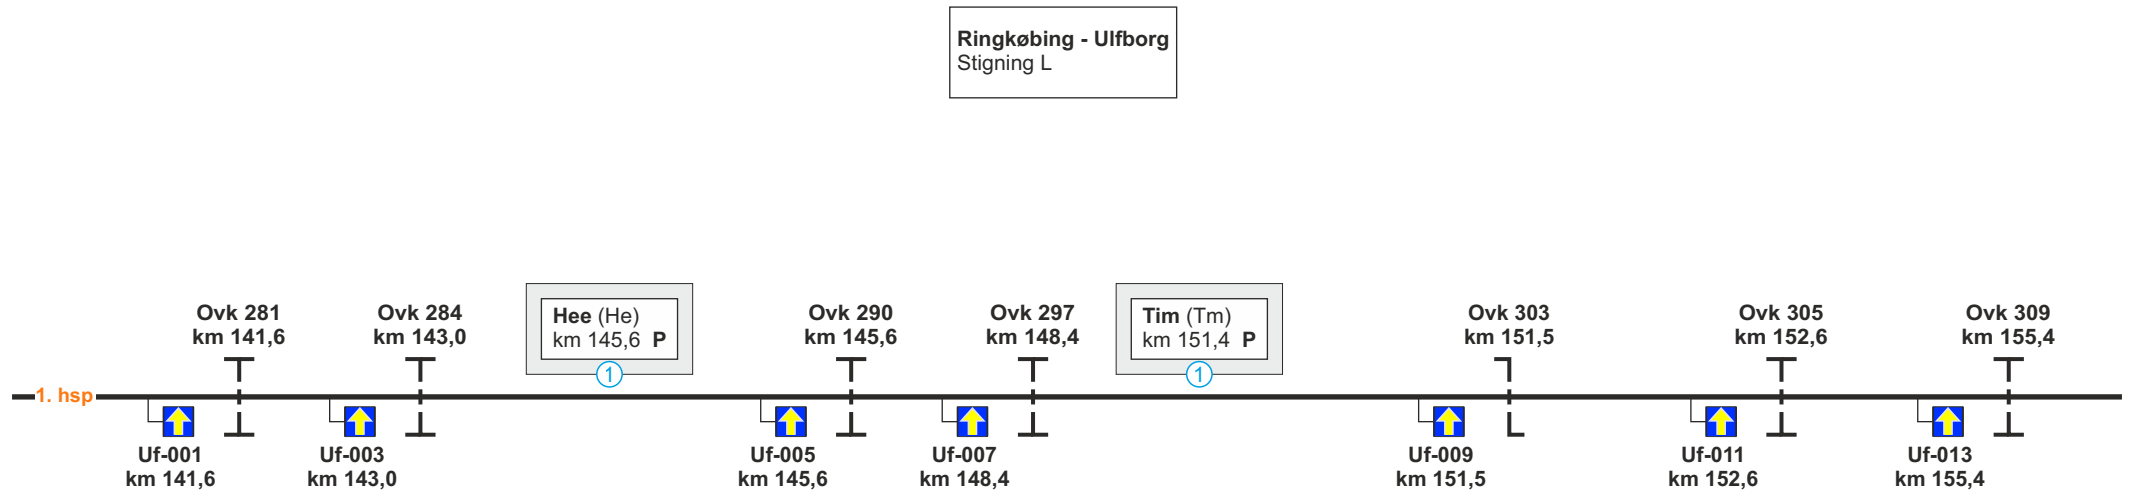 Ringkøbing - Ulfborg
Stigning L
Ovk 281
km 141,6
Ovk 284
km 143,0
Hee (He)
km 145,6 P
1
Ovk 290
km 145,6
Ovk 297
km 148,4
Tim (Tm)
km 151,4 P
1
Ovk 303
km 151,5
Ovk 305
km 152,6
Ovk 309
km 155,4
1. hsp
Uf-001
km 141,6
Uf-003
km 143,0
Uf-005
km 145,6
Uf-007
km 148,4
Uf-009
km 151,5
Uf-011
km 152,6
Uf-013
km 155,4